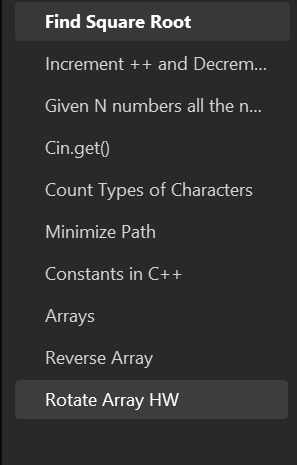 Find Square Root
Increment ++ and Decrem...
Given N numbers all the n...
Cin.get()
Count Types of Characters
Minimize Path
Constants in C++
Arrays
Reverse Array
Rotate Array HW